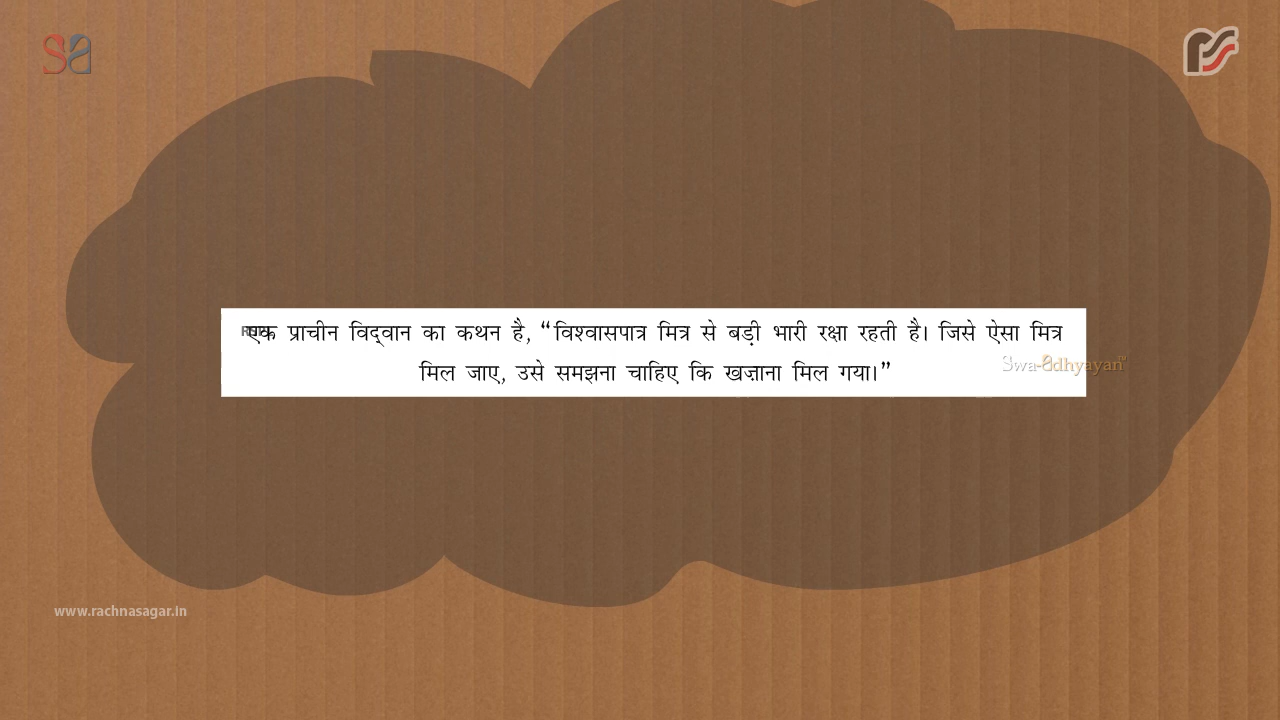 एक प्राचीन विद्वान का कथन है, “विश्वासपात्र मित्र से बड़ी भारी रक्षा रहती है। जिसे ऐसा मित्र
मिल जाए, उसे समझना चाहिए कि खज़ाना मिल गया।”
Swa-adhyayan
www.rachnasagar.in